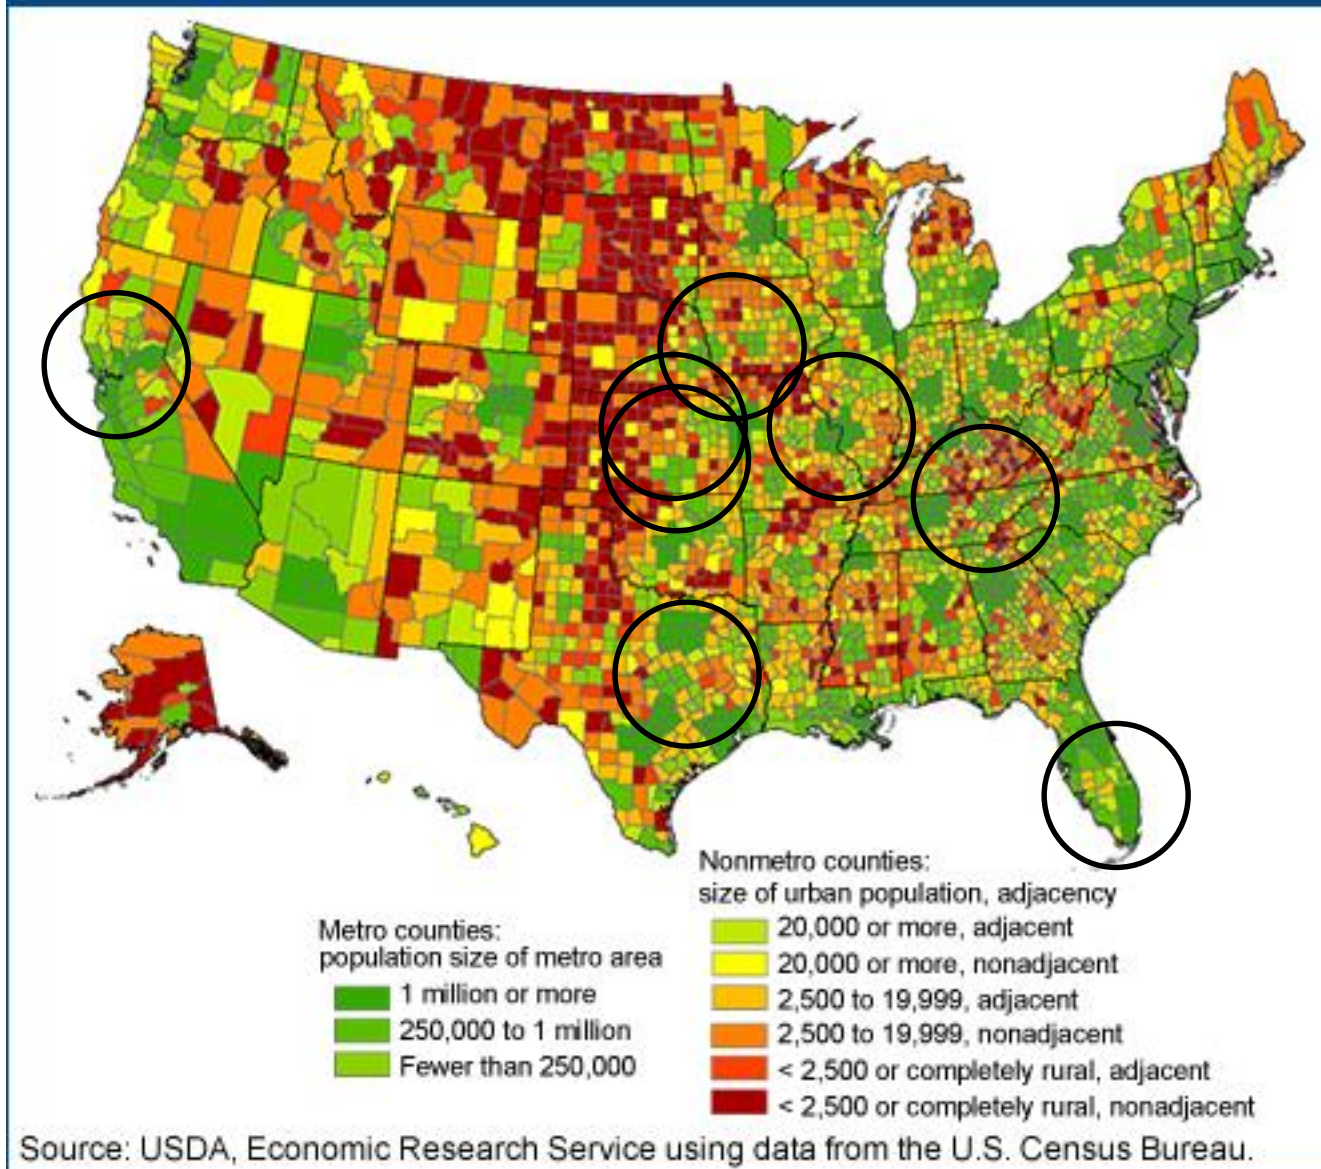 Nonmetro counties:
size of urban population, adjacency
20,000 or more, adjacent
20,000 or more, nonadjacent
2,500 to 19,999, adjacent
2,500 to 19,999, nonadjacent
< 2,500 or completely rural, adjacent
< 2,500 or completely rural, nonadjacent
Metro counties:
population size of metro area
1 million or more
250,000 to 1 million
Fewer than 250,000
Source: USDA, Economic Research Service using data from the U.S. Census Bureau.